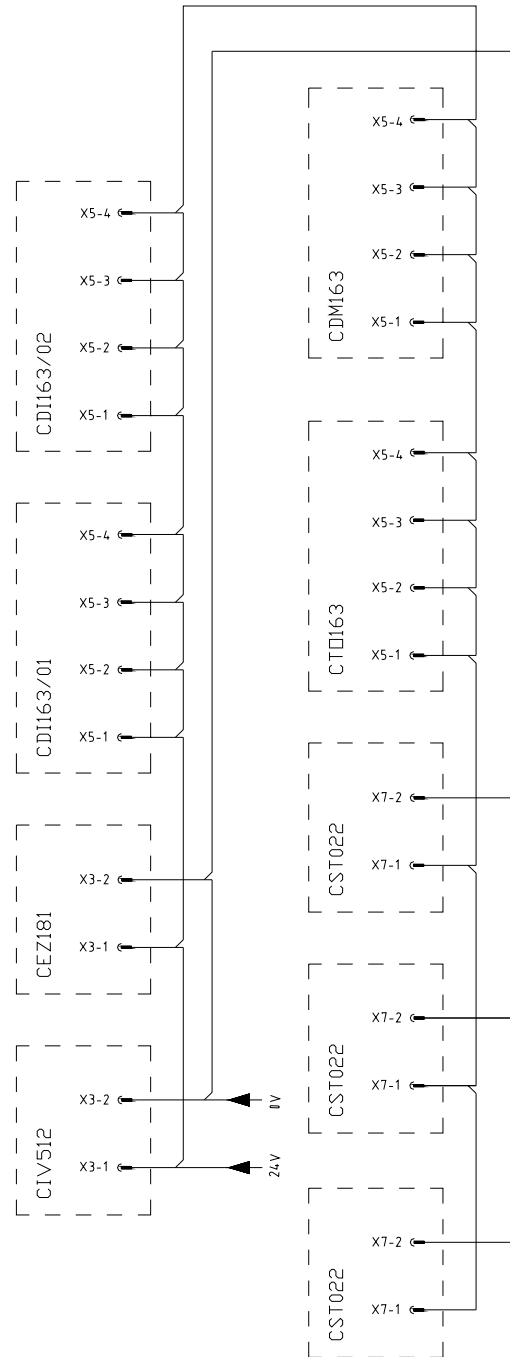 CDI163/02
X5-4
X5-3
X5-2
X5-1
CDI163/01
X5-4
X5-3
X5-2
X5-1
CEZ181
X3-2
X3-1
CIV512
X3-2
X3-1
0V
24V
CDM163
X5-4
X5-3
X5-2
X5-1
CTO163
X5-4
X5-3
X5-2
X5-1
CST022
X7-2
X7-1
CST022
X7-2
X7-1
CST022
X7-2
X7-1